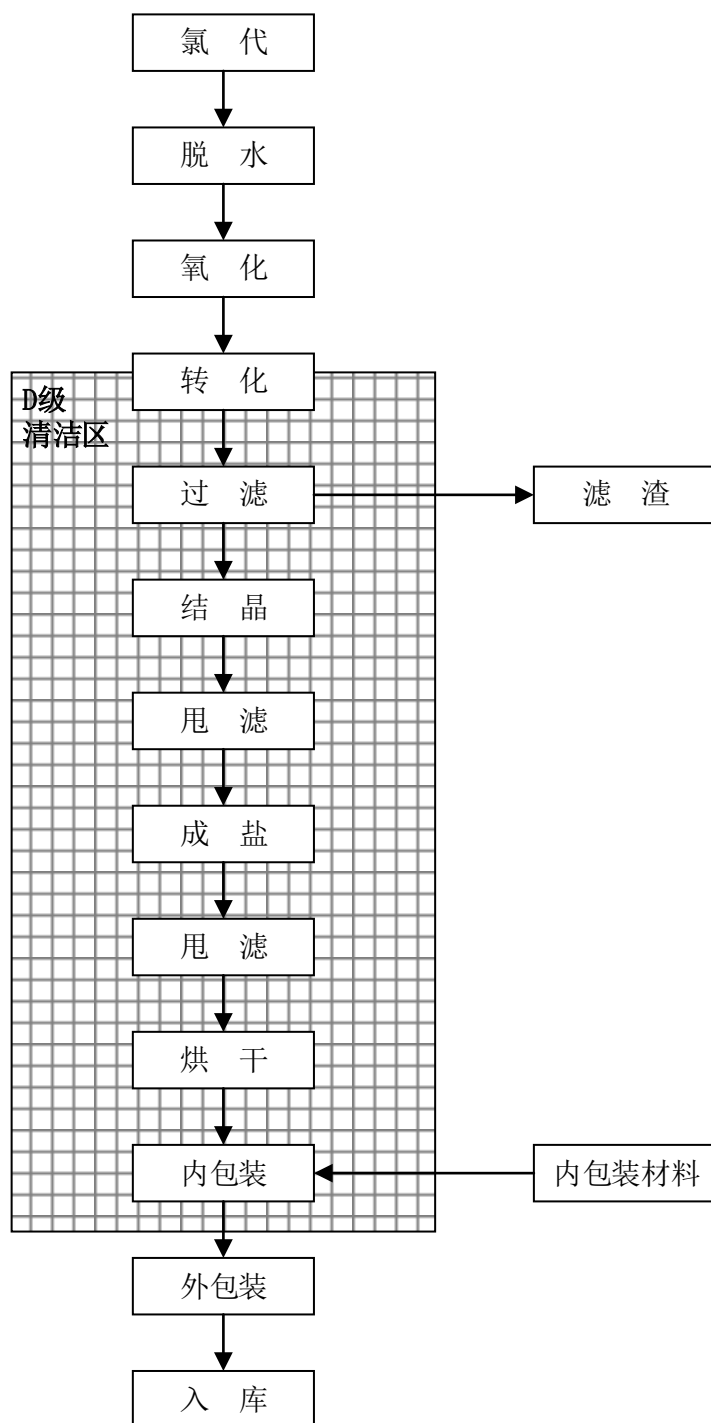 氯 代
脱 水
氧 化
转 化
D级
清洁区
过 滤
滤 渣
结 晶
甩 滤
成 盐
甩 滤
烘 干
内包装
内包装材料
外包装
入 库